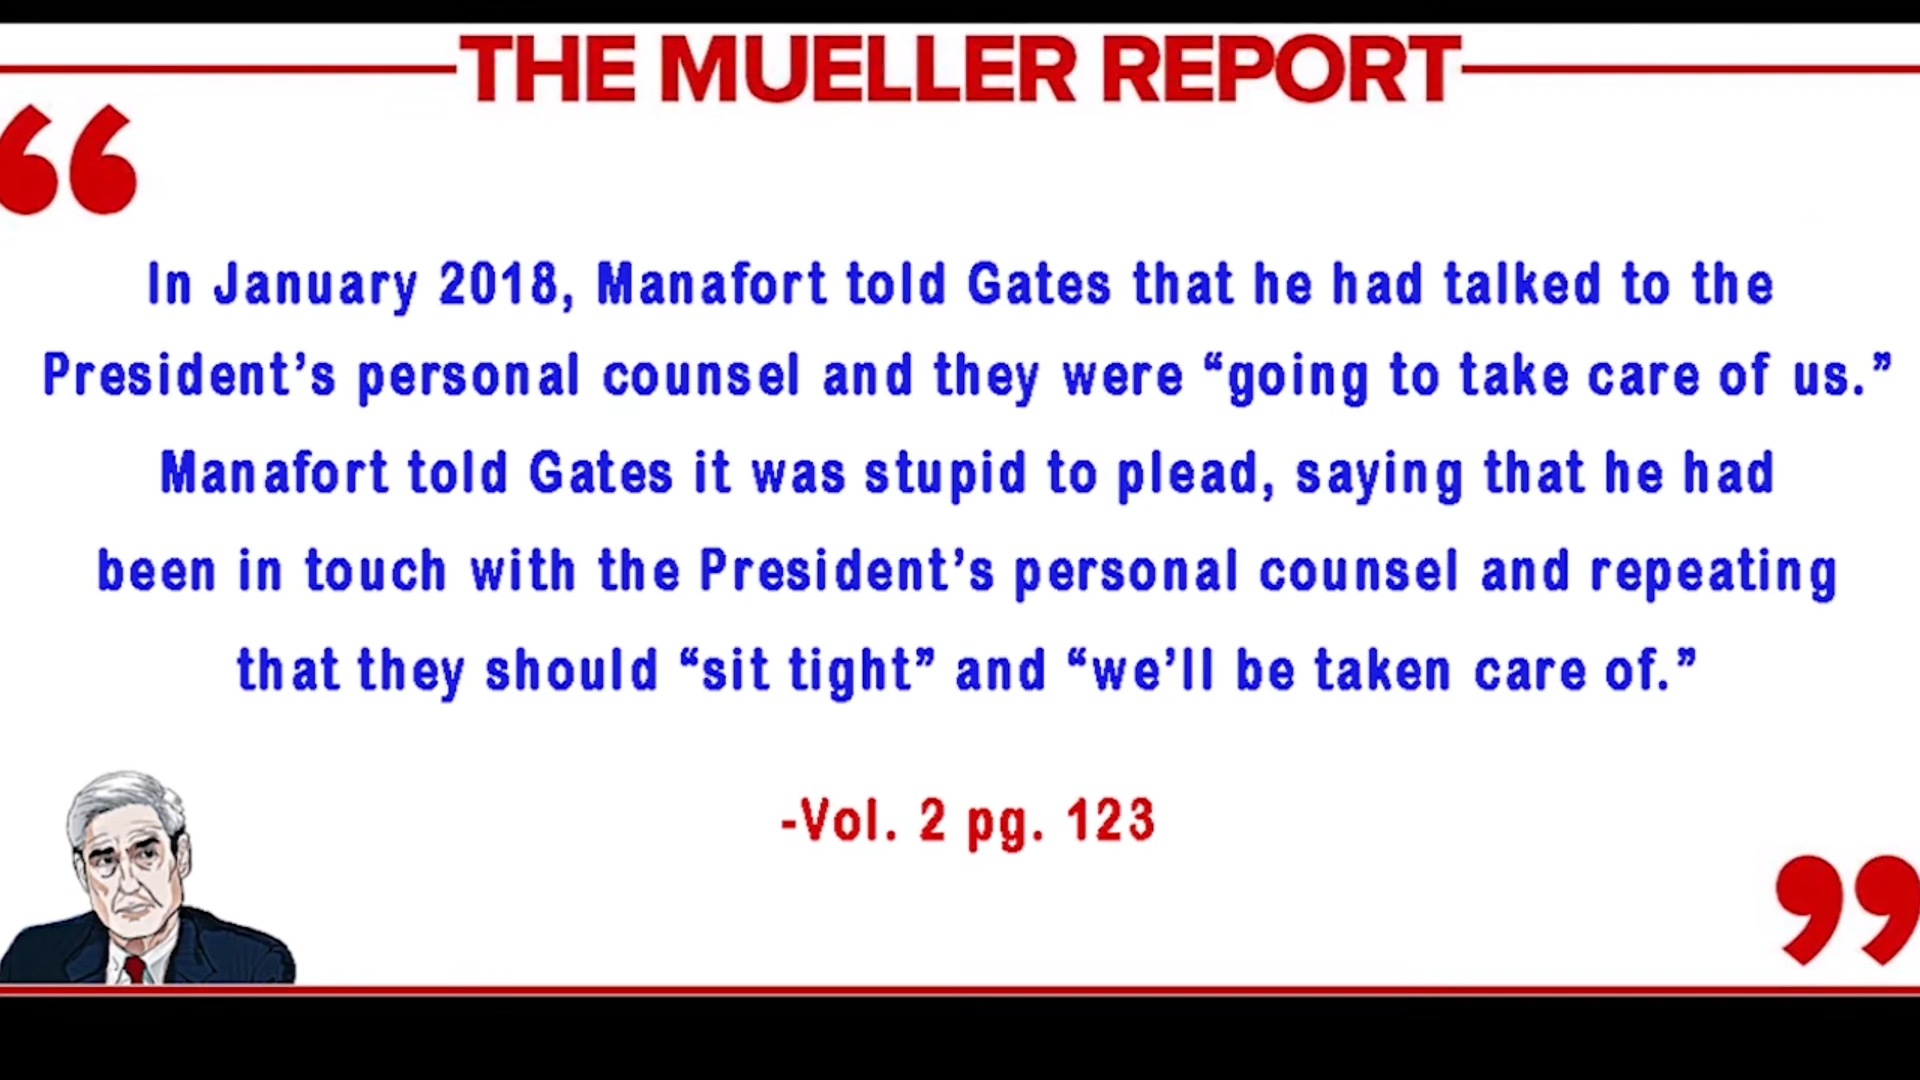 THE MUELLER REPORT
“
In January 2018, Manafort told Gates that he had talked to the
President’s personal counsel and they were “going to take care of us.”
Manafort told Gates it was stupid to plead, saying that he had
been in touch with the President’s personal counsel and repeating
that they should “sit tight” and “we’ll be taken care of.”
-Vol. 2 pg. 123
”